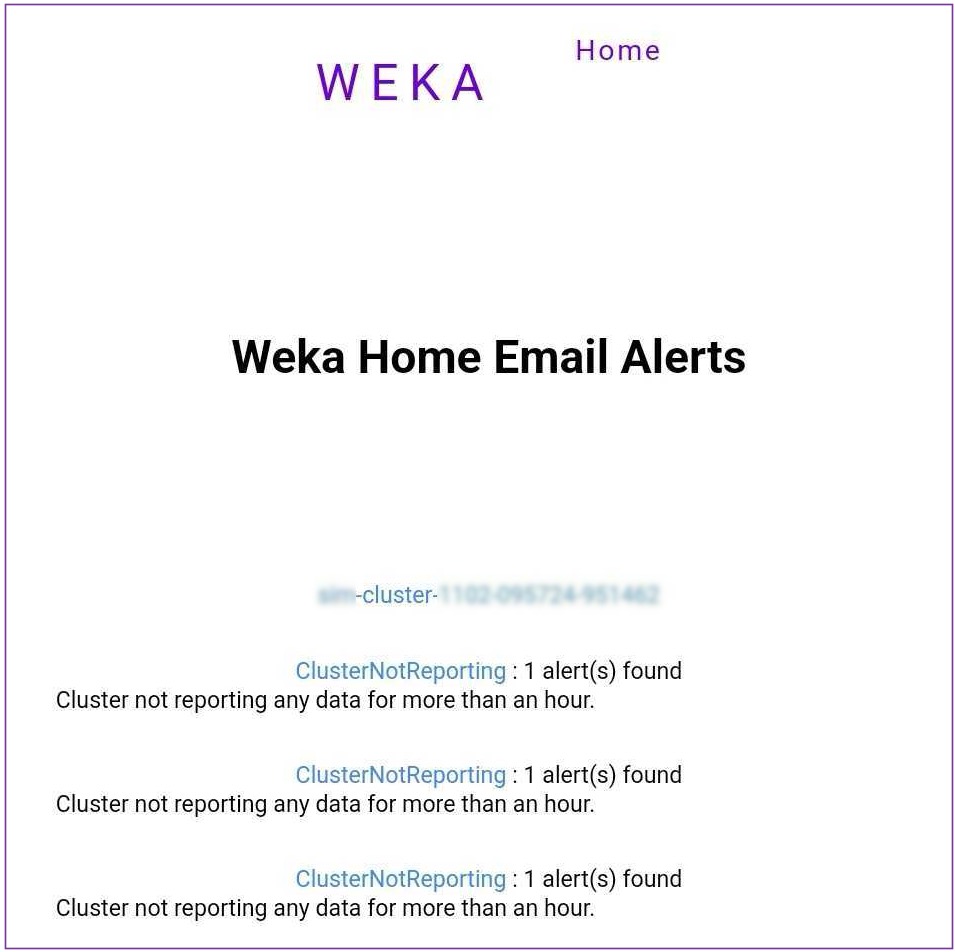 WEKA
Home
Weka Home Email Alerts
-cluster-
ClusterNotReporting : 1 alert(s) found
Cluster not reporting any data for more than an hour.
ClusterNotReporting : 1 alert(s) found
Cluster not reporting any data for more than an hour.
ClusterNotReporting : 1 alert(s) found
Cluster not reporting any data for more than an hour.